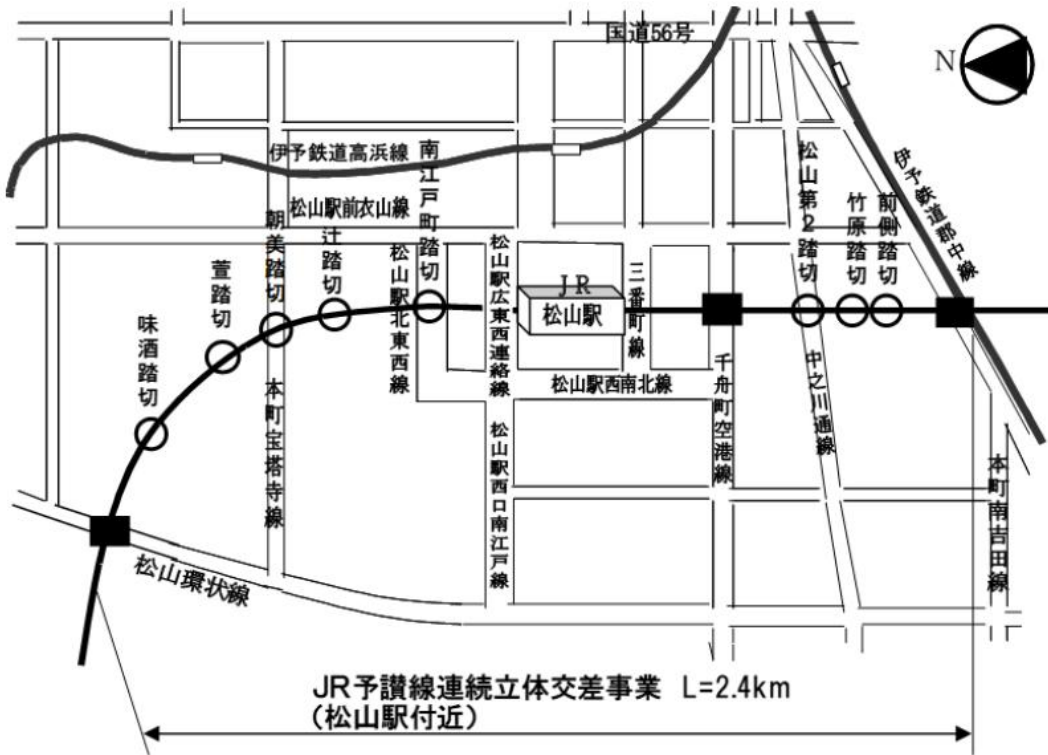 国道56号
N
伊予鉄道高浜線
南江戸町踏切
松山第2踏切
竹原踏切
前側踏切
伊予鉄道郡中線
松山駅前衣山線
朝美踏切
辻踏切
萱踏切
味酒踏切
松山駅北東西線
松山駅広東西連絡線
JR
松山駅
三番町線
松山駅西南北線
千舟町空港線
中之川通線
本町宝塔寺線
松山駅西口南江戸線
本町南吉田線
松山環状線
JR予讃線連続立体交差事業 L=2.4km
（松山駅付近）